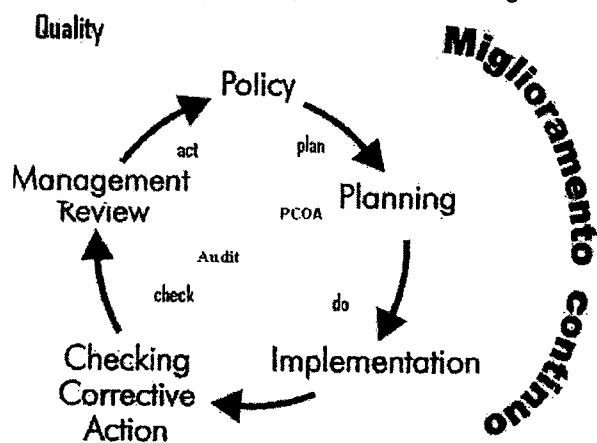 Quality
Policy
act
plan
Management
Review
PCOA
Planning
Audit
check
do
Checking
Corrective
Action
Implementation
Miglioramento continuo